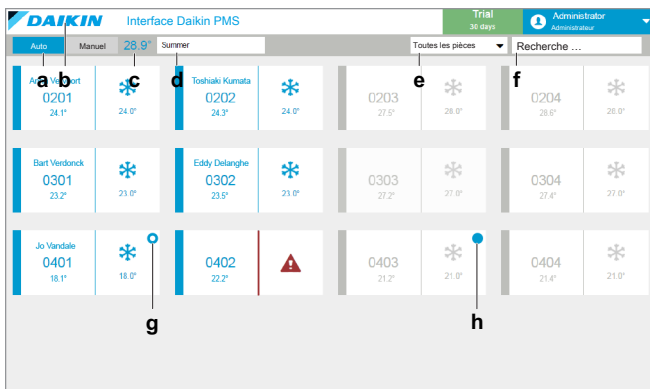 DAIKIN Interface Daikin PMS Trial Administrator
30 days Administrateur
Auto Manuel 28.9° Summer Toutes les pièces Recherche ...
a b c d e f
Toshiaki Kumata
0201 0202 0203 0204
24.1° 24.0° 24.3° 24.0° 27.5° 28.0° 28.6° 28.0°
Bart Verdonck Eddy Delanghe
0301 0302 0303 0304
23.2° 23.0° 23.5° 23.0° 27.2° 27.0° 27.4° 27.0°
Jo Vandale
0401 0402 0403 0404
18.1° 18.0° 22.2° 21.2° 21.0° 21.4° 21.0°
g h